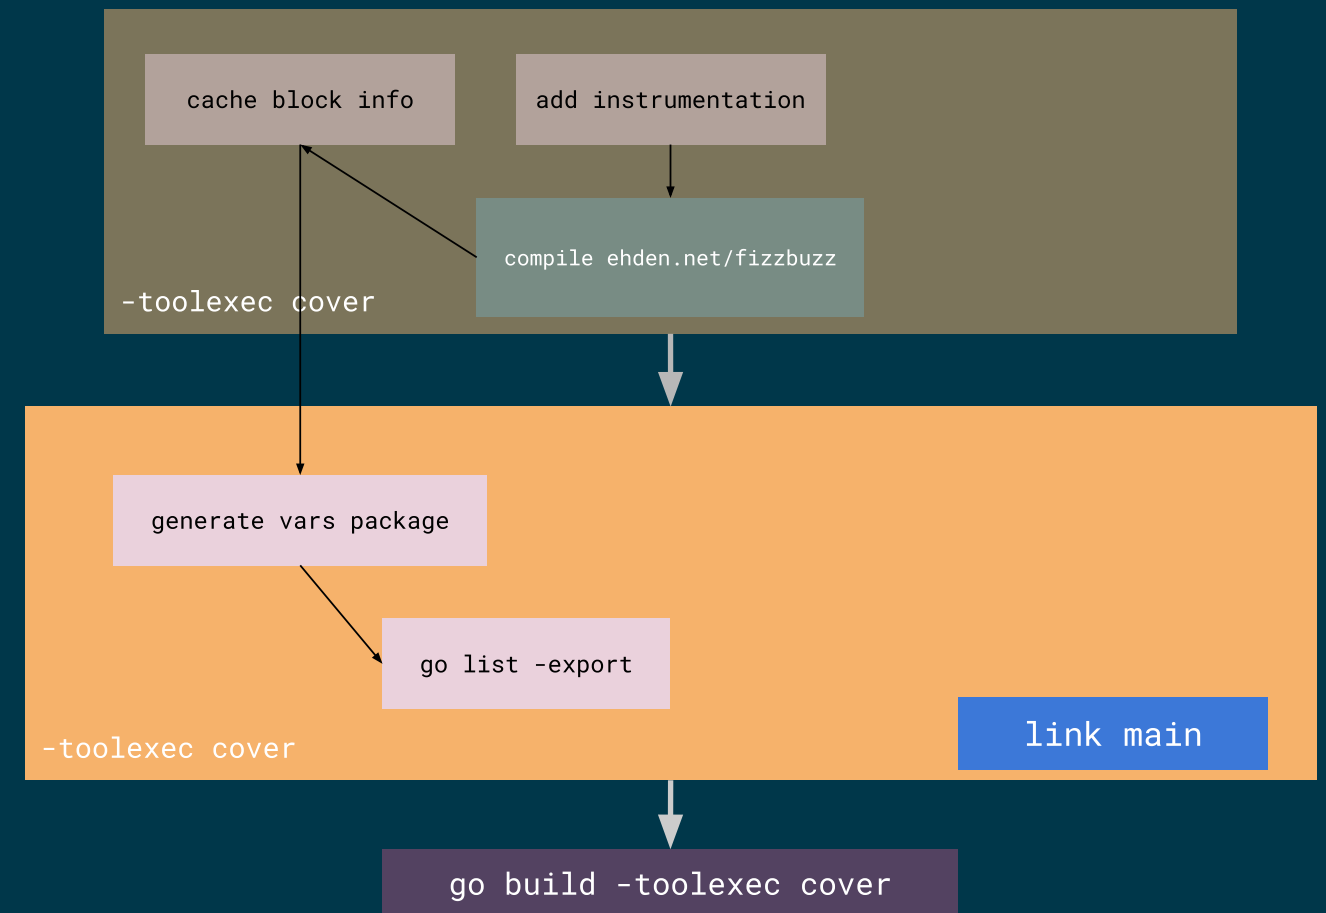 cache block info
add instrumentation
compile ehden.net/fizzbuzz
-toolexec cover
generate vars package
go list -export
link main
-toolexec cover
go build -toolexec cover